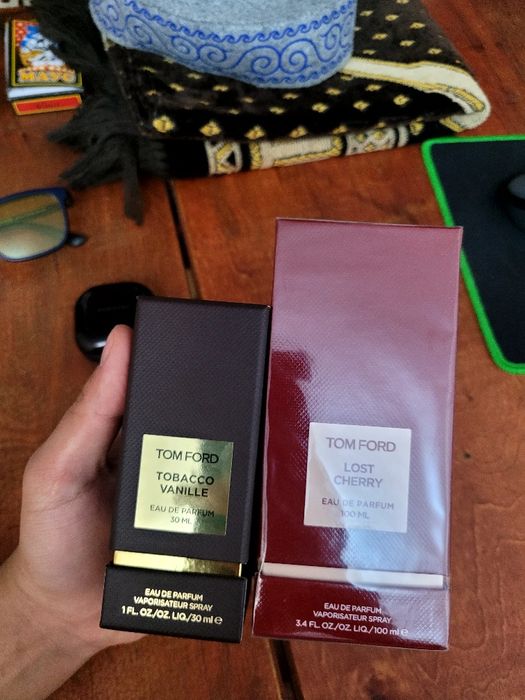 MAYC
TOM FORD
TOBACCO
VANILLE
EAU DE PARFUM
30 ML
EAU DE PARFUM
VAPORISATEUR SPRAY
1 FL. OZ./OZ. LIQ./30 ml e
TOM FORD
LOST
CHERRY
EAU DE PARFUM
100 ML
EAU DE PARFUM
VAPORISATEUR SPRAY
3.4 FL. OZ./OZ. LIQ./100 ml e